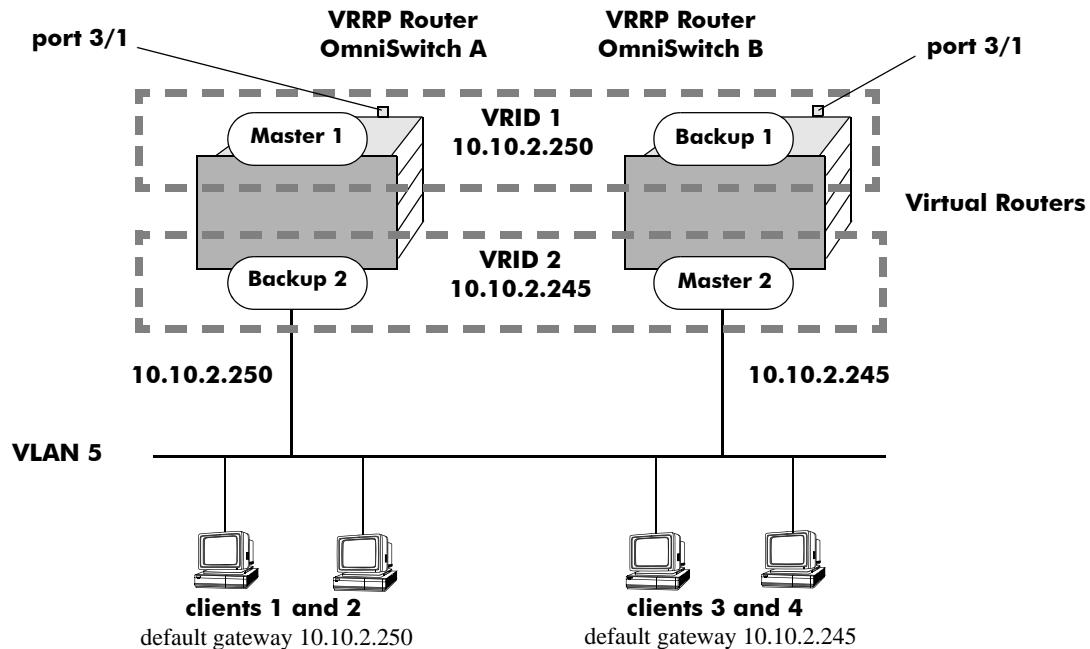 VRRP Router
OmniSwitch A
VRRP Router
OmniSwitch B
port 3/1
port 3/1
VRID 1
10.10.2.250
Master 1
Backup 1
Virtual Routers
VRID 2
10.10.2.245
Backup 2
Master 2
10.10.2.250
10.10.2.245
VLAN 5
clients 1 and 2
default gateway 10.10.2.250
clients 3 and 4
default gateway 10.10.2.245